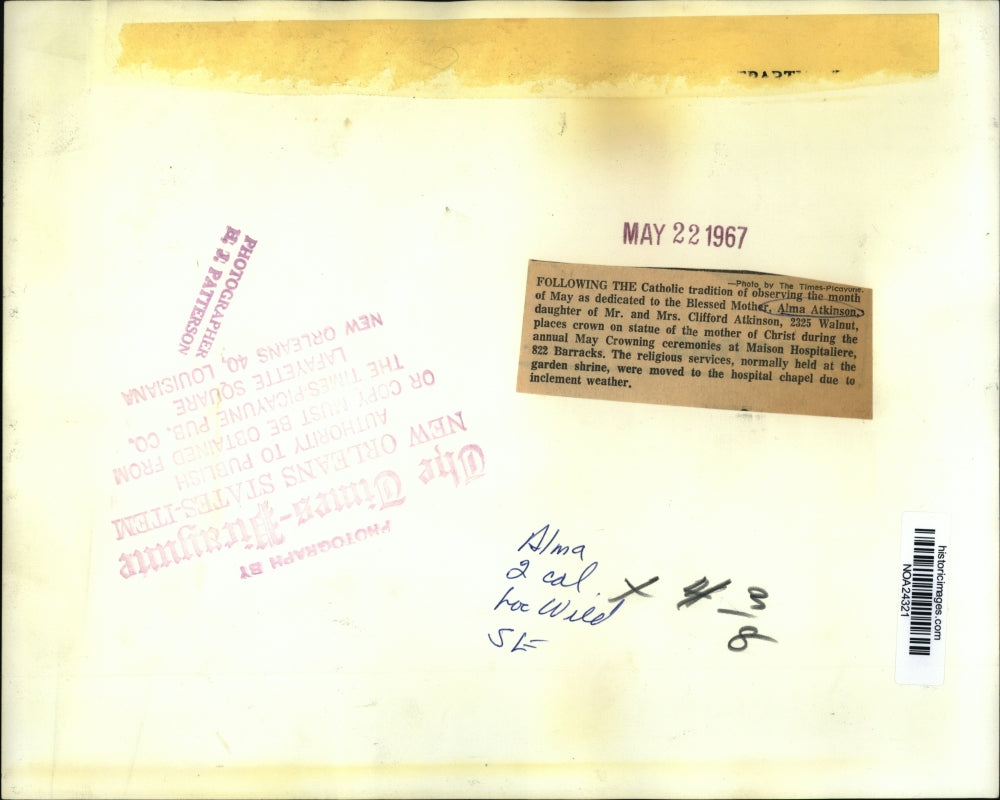 MAY 22 1967
—Photo by The Times-Picayune.
FOLLOWING THE Catholic tradition of observing the month
of May as dedicated to the Blessed Mother, Alma Atkinson,
daughter of Mr. and Mrs. Clifford Atkinson, 2325 Walnut,
places crown on statue of the mother of Christ during the
annual May Crowning ceremonies at Maison Hospitaliere,
822 Barracks. The religious services, normally held at the
garden shrine, were moved to the hospital chapel due to
inclement weather.
PHOTOGRAPHER
H. J. PATTERSON
PHOTOGRAPH BY
The Times-Picayune
NEW ORLEANS STATES-ITEM
AUTHORITY TO PUBLISH
OR COPY MUST BE OBTAINED FROM
THE TIMES-PICAYUNE PUB. CO.
LAFAYETTE SQUARE
NEW ORLEANS 40, LOUISIANA
Alma
2 col
SL
historicimages.com
NOA24321